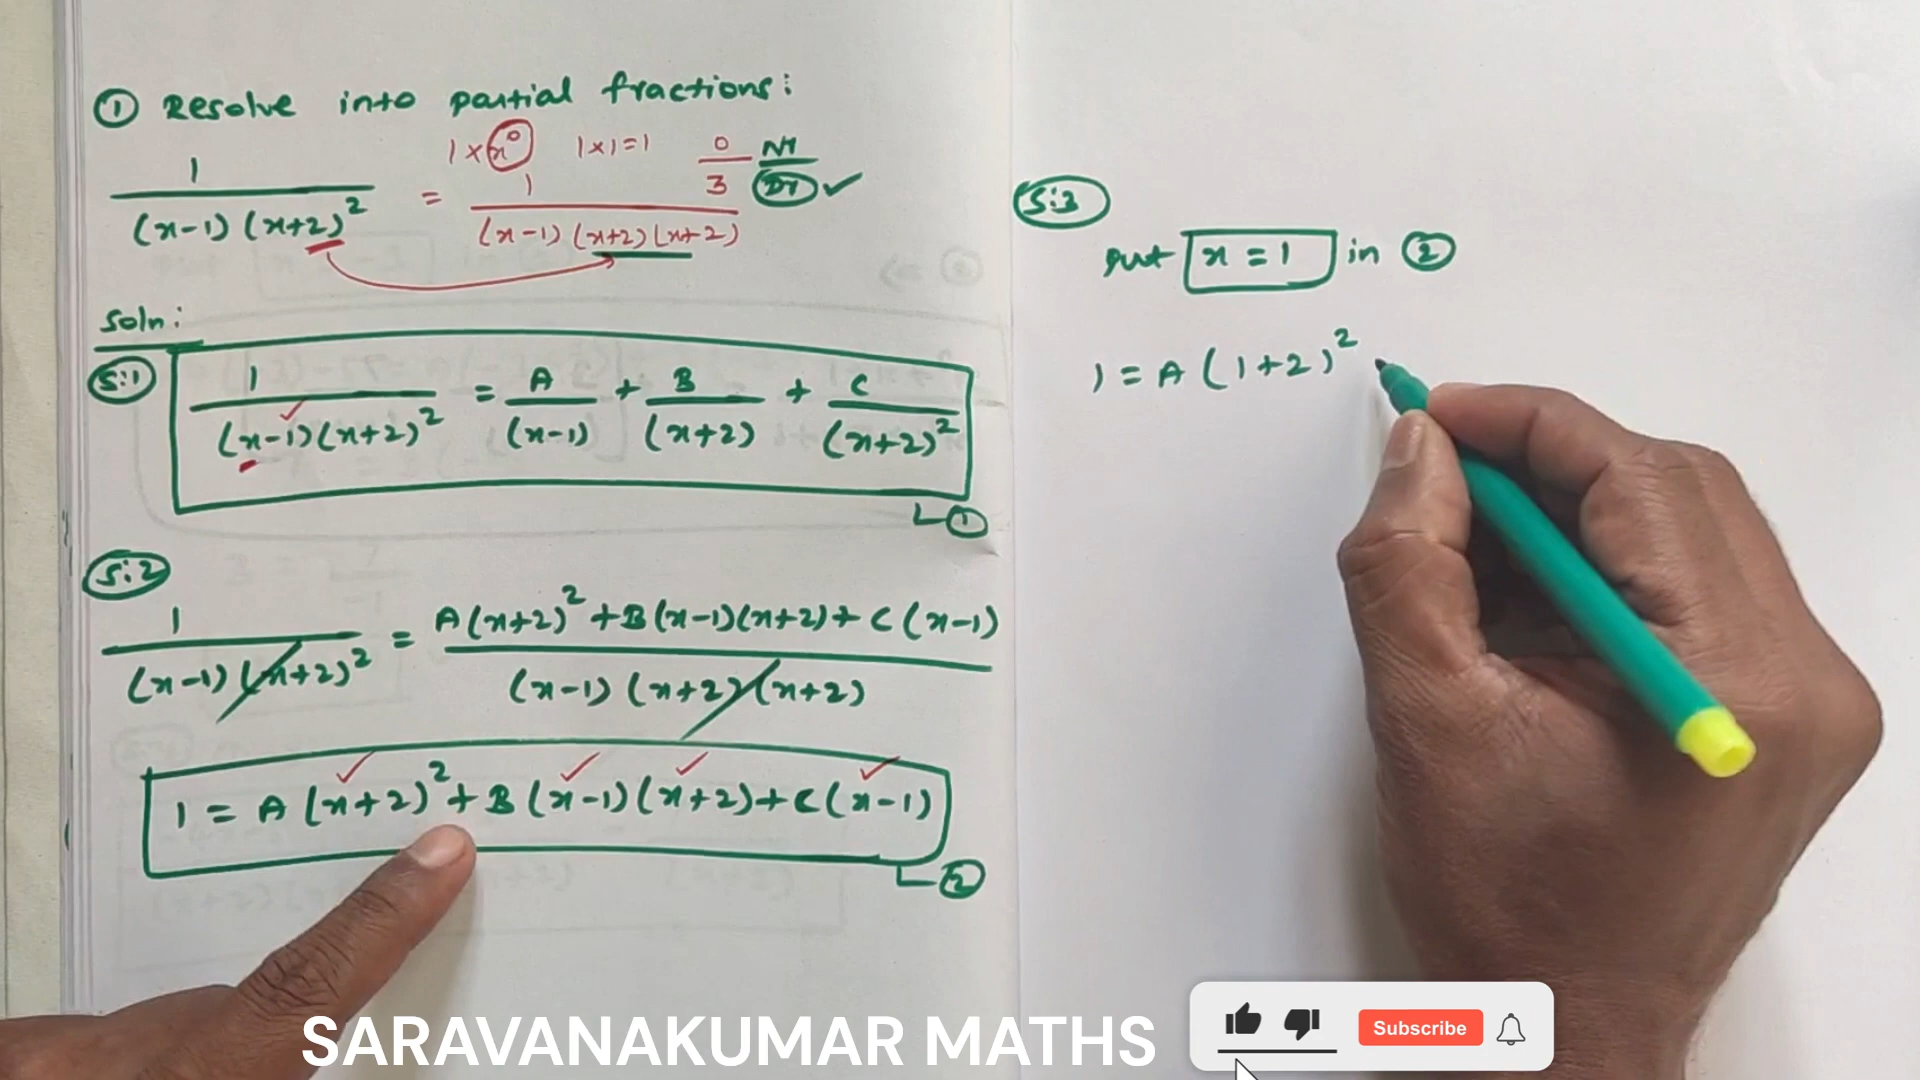 ① Resolve into partial fractions:
1 × x⁰ 1×1=1 0/3 Nr Dr ✓
1/((x-1)(x+2)²) = 1/((x-1)(x+2)(x+2))
Soln:
S:1 1/((x-1)(x+2)²) = A/(x-1) + B/(x+2) + C/(x+2)²
①
S:2
1/((x-1)(x+2)²) = (A(x+2)²+B(x-1)(x+2)+C(x-1))/((x-1)(x+2)(x+2))
1 = A(x+2)²+B(x-1)(x+2)+C(x-1)
②
S:3
put x = 1 in ②
1 = A(1+2)²
SARAVANAKUMAR MATHS
Subscribe